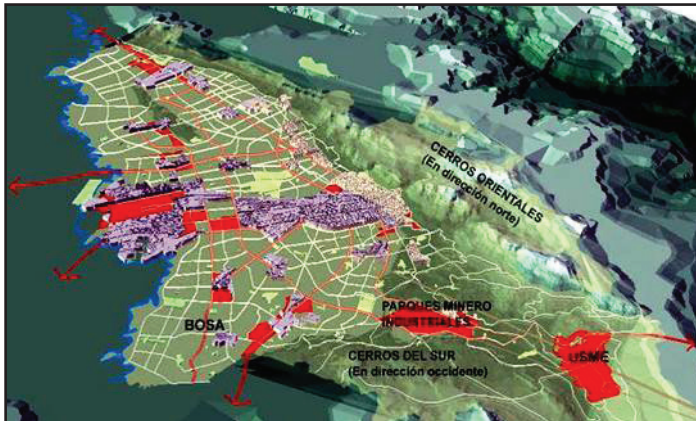 CERROS ORIENTALES
(En dirección norte)
PARQUES MINERO
INDUSTRIALES
BOSA
USME
CERROS DEL SUR
(En dirección occidente)